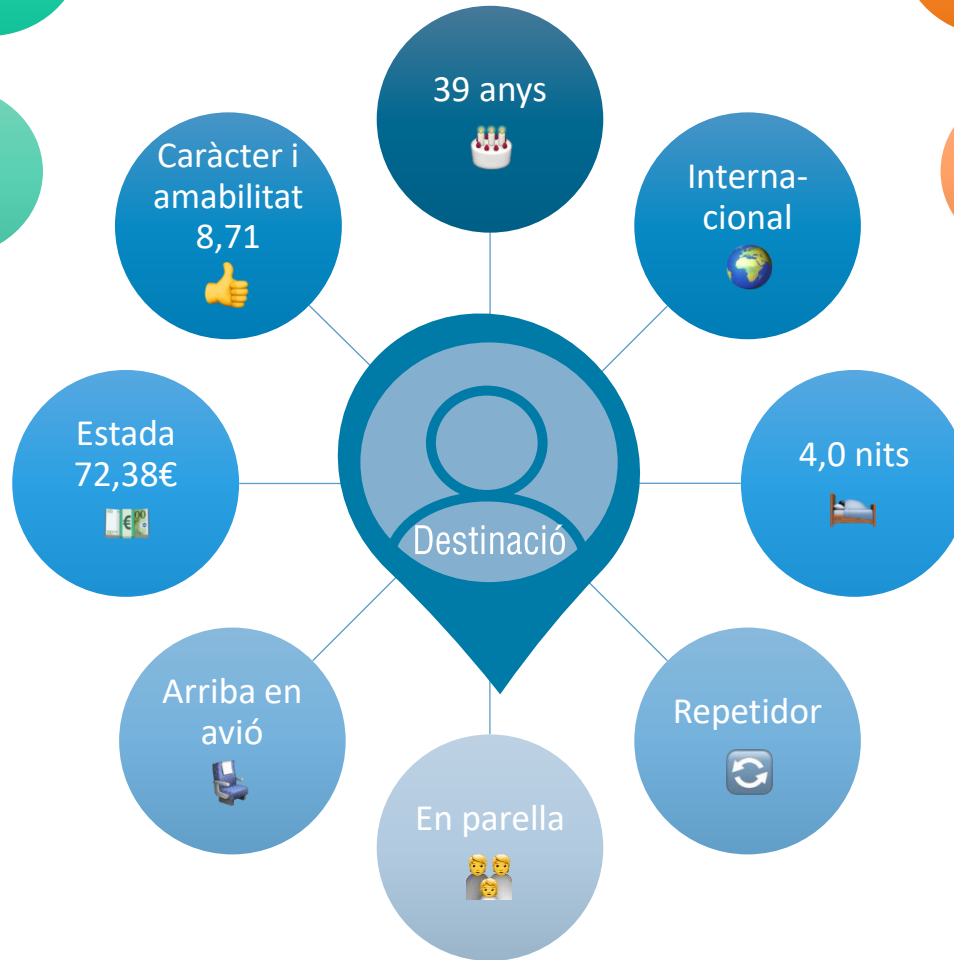 39 anys
Caràcter i
amabilitat
8,71
Interna-
cional
Estada
72,38€
4,0 nits
Destinació
Arriba en
avió
Repetidor
En parella